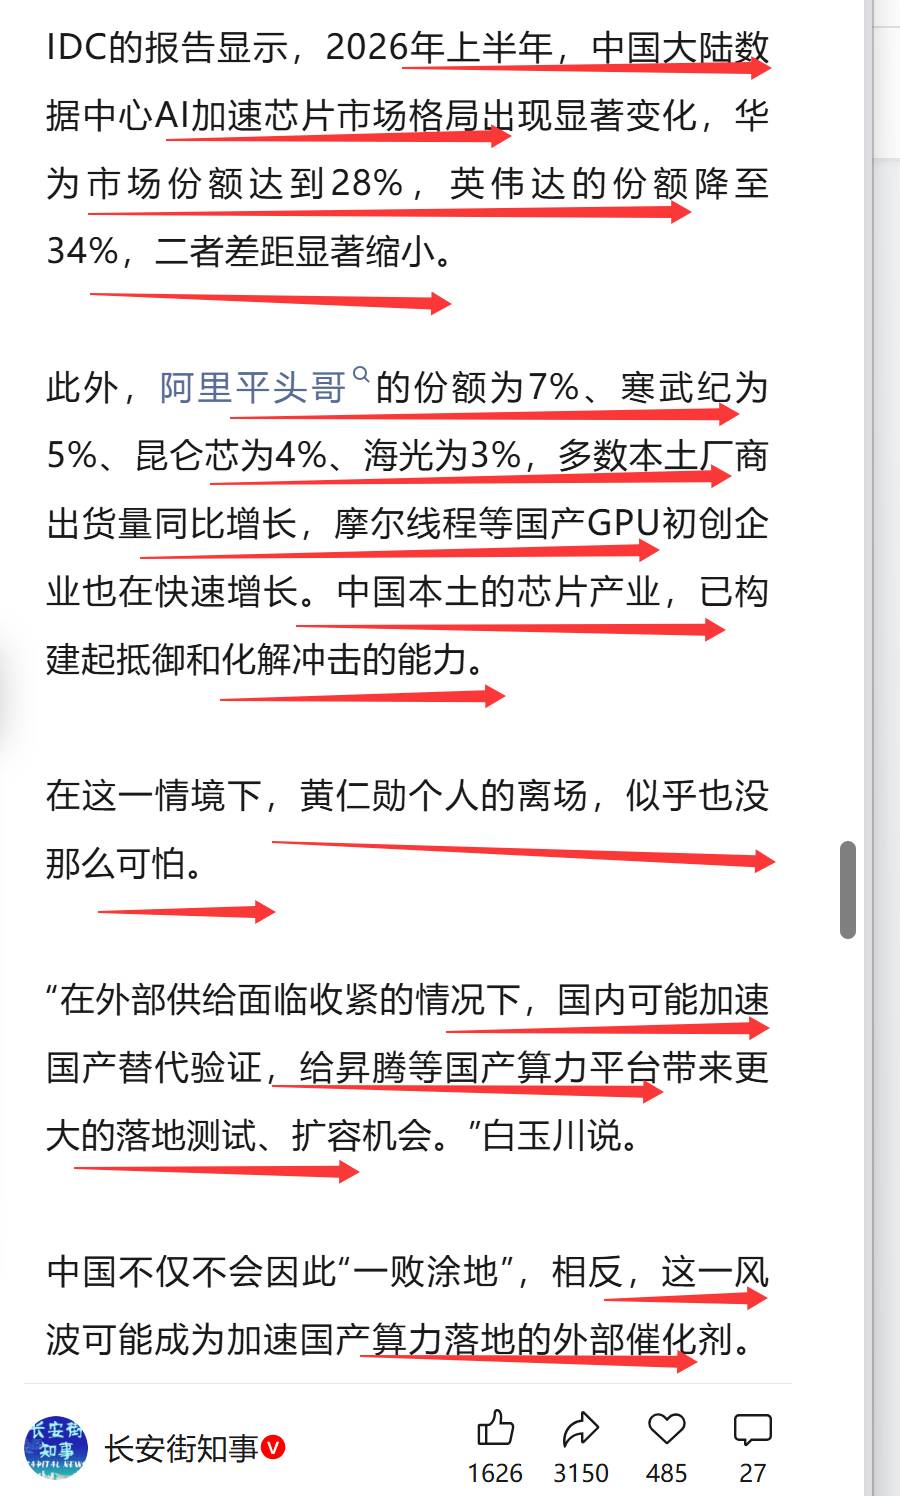 IDC的报告显示，2026年上半年，中国大陆数
据中心AI加速芯片市场格局出现显著变化，华
为市场份额达到28%，英伟达的份额降至
34%，二者差距显著缩小。
此外，阿里平头哥的份额为7%、寒武纪为
5%、昆仑芯为4%、海光为3%，多数本土厂商
出货量同比增长，摩尔线程等国产GPU初创企
业也在快速增长。中国本土的芯片产业，已构
建起抵御和化解冲击的能力。
在这一情境下，黄仁勋个人的离场，似乎也没
那么可怕。
“在外部供给面临收紧的情况下，国内可能加速
国产替代验证，给昇腾等国产算力平台带来更
大的落地测试、扩容机会。”白玉川说。
中国不仅不会因此“一败涂地”，相反，这一风
波可能成为加速国产算力落地的外部催化剂。
长安街
知事
CAPITAL NEWS
长安街知事
1626 3150 485 27